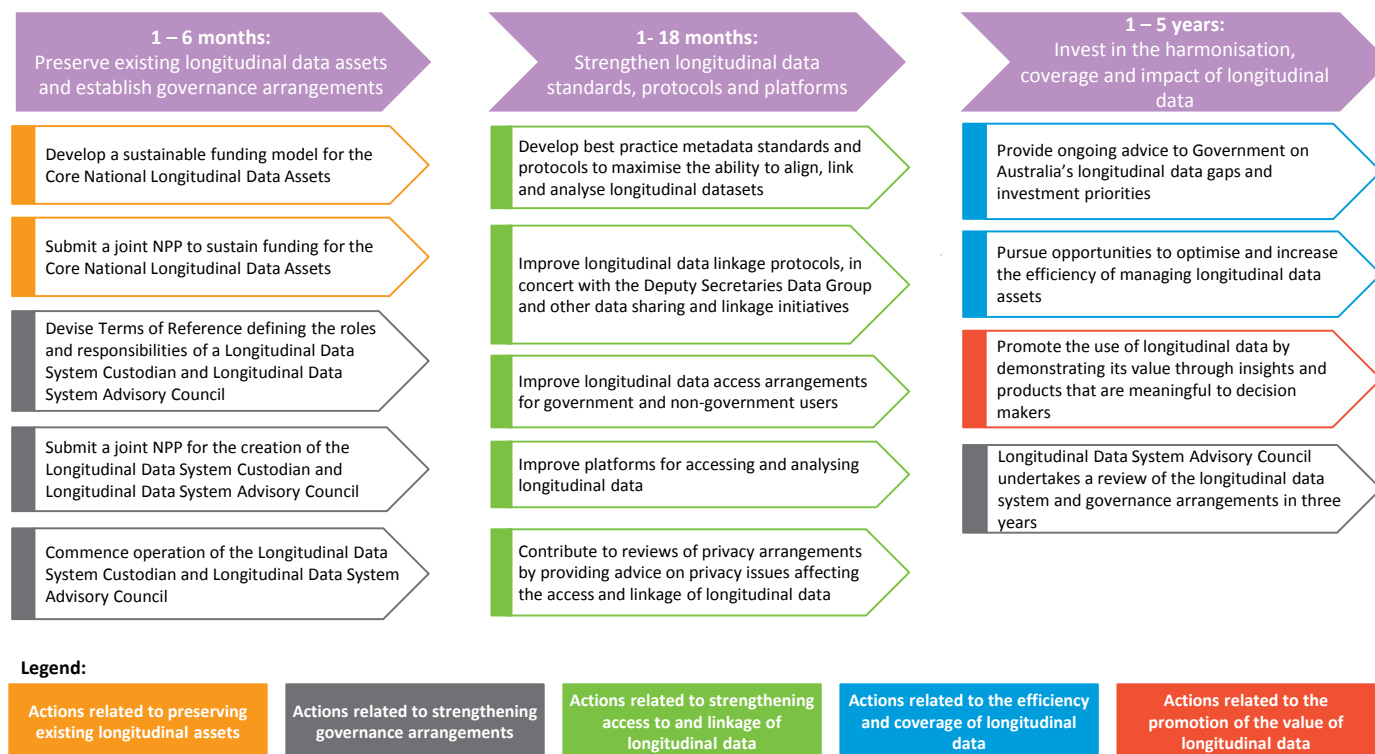 1 – 6 months:
Preserve existing longitudinal data assets
and establish governance arrangements
Develop a sustainable funding model for the
Core National Longitudinal Data Assets
Submit a joint NPP to sustain funding for the
Core National Longitudinal Data Assets
Devise Terms of Reference defining the roles
and responsibilities of a Longitudinal Data
System Custodian and Longitudinal Data
System Advisory Council
Submit a joint NPP for the creation of the
Longitudinal Data System Custodian and
Longitudinal Data System Advisory Council
Commence operation of the Longitudinal Data
System Custodian and Longitudinal Data System
Advisory Council
1- 18 months:
Strengthen longitudinal data
standards, protocols and platforms
Develop best practice metadata standards and
protocols to maximise the ability to align, link
and analyse longitudinal datasets
Improve longitudinal data linkage protocols, in
concert with the Deputy Secretaries Data Group
and other data sharing and linkage initiatives
Improve longitudinal data access arrangements
for government and non-government users
Improve platforms for accessing and analysing
longitudinal data
Contribute to reviews of privacy arrangements
by providing advice on privacy issues affecting
the access and linkage of longitudinal data
1 – 5 years:
Invest in the harmonisation,
coverage and impact of longitudinal
data
Provide ongoing advice to Government on
Australia's longitudinal data gaps and
investment priorities
Pursue opportunities to optimise and increase
the efficiency of managing longitudinal data
assets
Promote the use of longitudinal data by
demonstrating its value through insights and
products that are meaningful to decision
makers
Longitudinal Data System Advisory Council
undertakes a review of the longitudinal data
system and governance arrangements in three
years
Legend:
Actions related to preserving
existing longitudinal assets
Actions related to strengthening
governance arrangements
Actions related to strengthening
access to and linkage of
longitudinal data
Actions related to the efficiency
and coverage of longitudinal
data
Actions related to the
promotion of the value of
longitudinal data